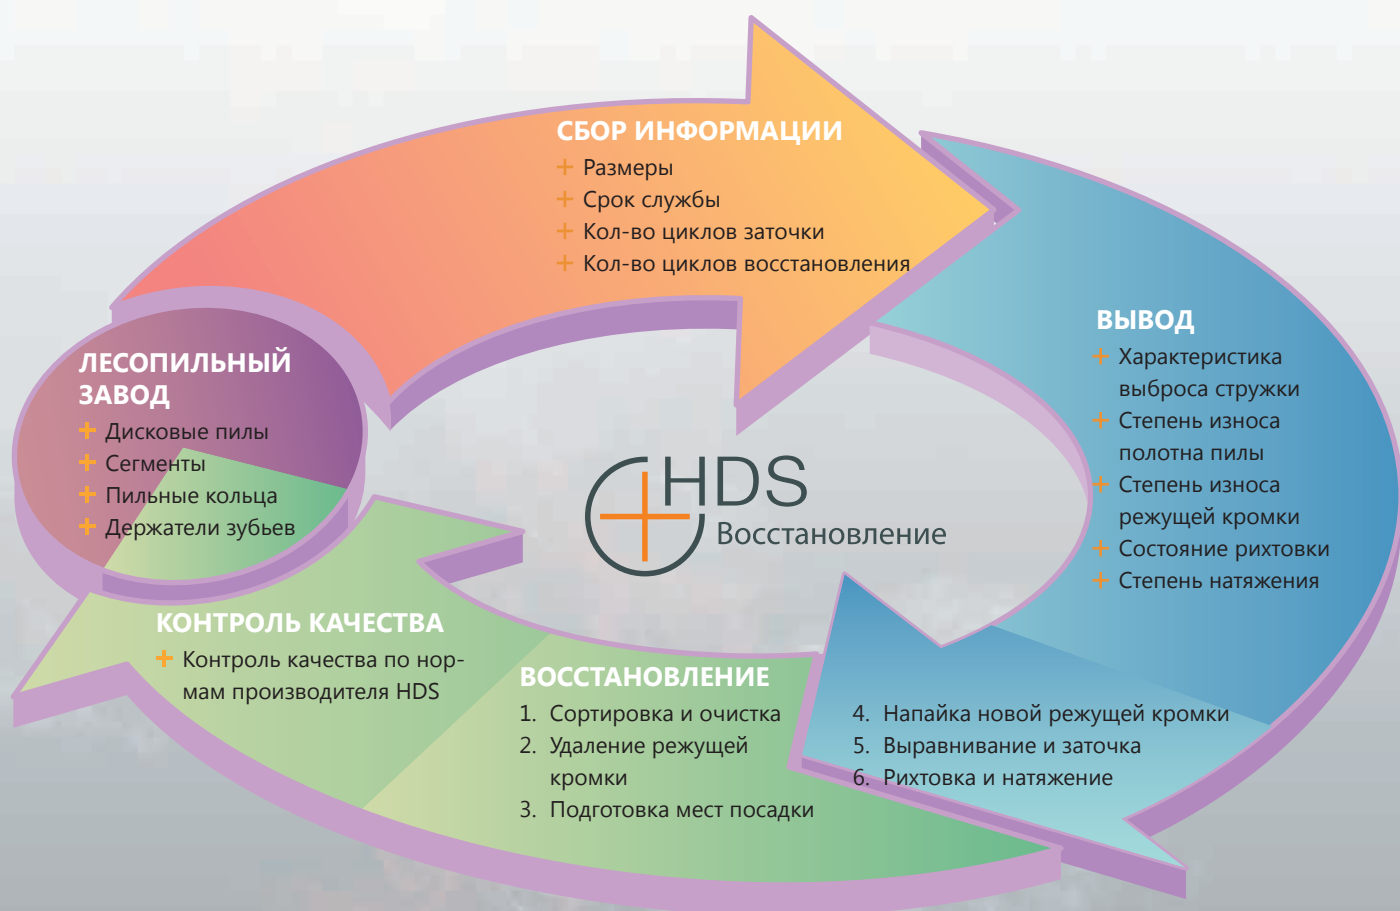 СБОР ИНФОРМАЦИИ
+ Размеры
+ Срок службы
+ Кол-во циклов заточки
+ Кол-во циклов восстановления
ВЫВОД
+ Характеристика
выброса стружки
+ Степень износа
полотна пилы
+ Степень износа
режущей кромки
+ Состояние рихтовки
+ Степень натяжения
ЛЕСОПИЛЬНЫЙ
ЗАВОД
+ Дисковые пилы
+ Сегменты
+ Пильные кольца
+ Держатели зубьев
HDS
Восстановление
КОНТРОЛЬ КАЧЕСТВА
+ Контроль качества по нор-
мам производителя HDS
ВОССТАНОВЛЕНИЕ
1. Сортировка и очистка
2. Удаление режущей
кромки
3. Подготовка мест посадки
4. Напайка новой режущей кромки
5. Выравнивание и заточка
6. Рихтовка и натяжение